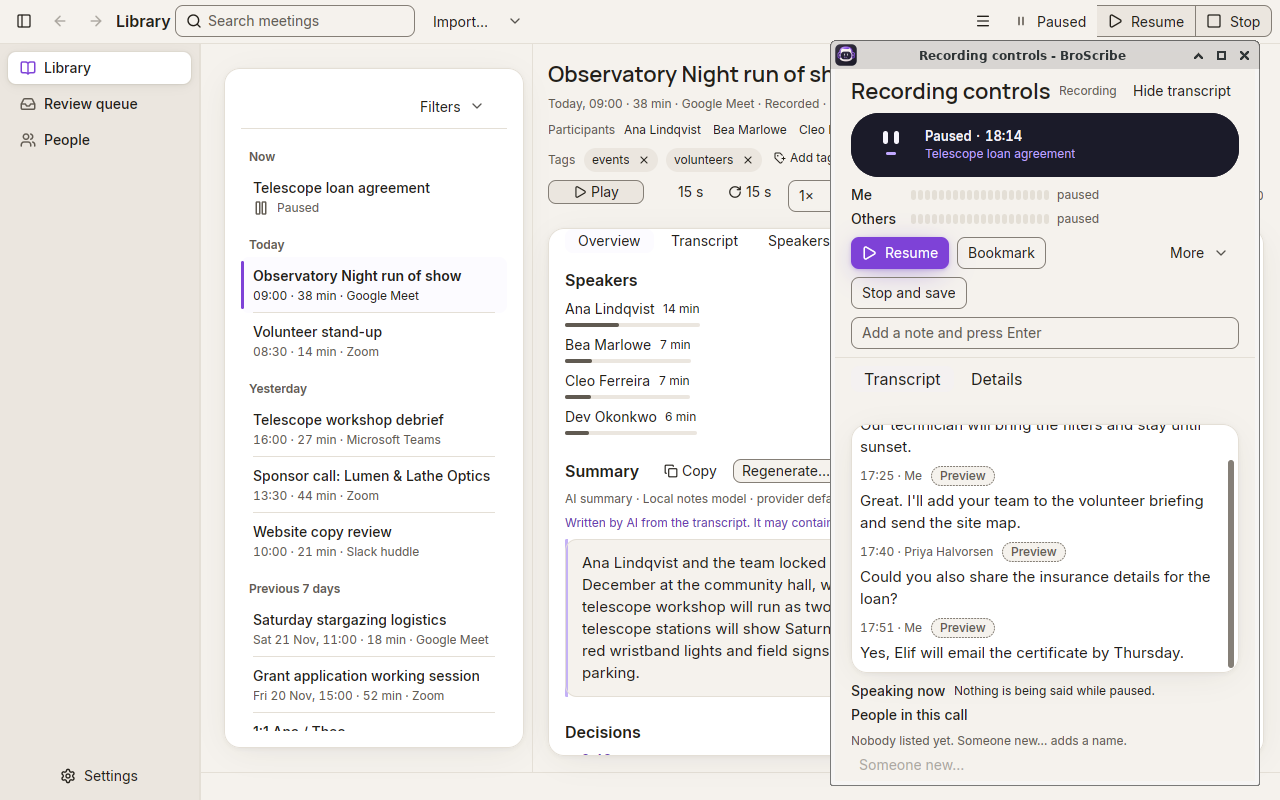 Library
Search meetings
Import...
Paused
Resume
Stop
Library
Review queue
People
Settings
Filters
Now
Telescope loan agreement
Paused
Today
Observatory Night run of show
09:00 · 38 min · Google Meet
Volunteer stand-up
08:30 · 14 min · Zoom
Yesterday
Telescope workshop debrief
16:00 · 27 min · Microsoft Teams
Sponsor call: Lumen & Lathe Optics
13:30 · 44 min · Zoom
Website copy review
10:00 · 21 min · Slack huddle
Previous 7 days
Saturday stargazing logistics
Sat 21 Nov, 11:00 · 18 min · Google Meet
Grant application working session
Fri 20 Nov, 15:00 · 52 min · Zoom
Observatory Night run of
Today, 09:00 · 38 min · Google Meet · Recorded ·
Participants Ana Lindqvist Bea Marlowe Cleo
Tags events volunteers Add tag
Play 15 s 15 s 1×
Overview Transcript Speakers
Speakers
Ana Lindqvist 14 min
Bea Marlowe 7 min
Cleo Ferreira 7 min
Dev Okonkwo 6 min
Summary Copy Regenerate...
AI summary · Local notes model · provider
Written by AI from the transcript. It may
Ana Lindqvist and the team locked
December at the community hall,
telescope workshop will run as two
telescope stations will show
red wristband lights and field signs
parking.
Decisions
Recording controls - BroScribe
Recording controls Recording Hide transcript
Paused · 18:14
Telescope loan agreement
Me paused
Others paused
Resume Bookmark More
Stop and save
Add a note and press Enter
Transcript Details
Our technician will bring the filters and stay until
sunset.
17:25 · Me Preview
Great. I'll add your team to the volunteer briefing
and send the site map.
17:40 · Priya Halvorsen Preview
Could you also share the insurance details for the
loan?
17:51 · Me Preview
Yes, Elif will email the certificate by Thursday.
Speaking now Nothing is being said while paused.
People in this call
Nobody listed yet. Someone new... adds a name.
Someone new...